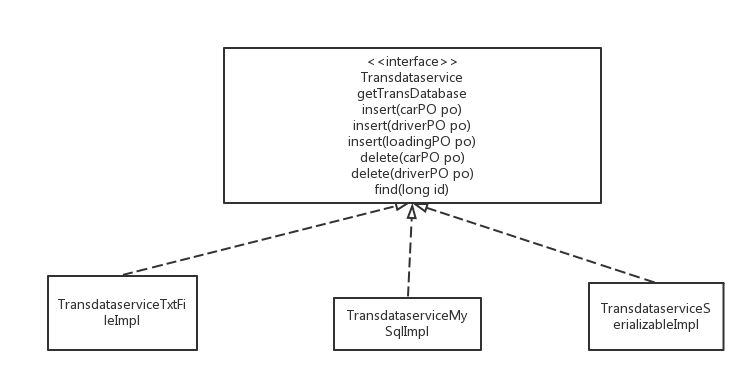 <<interface>>
Transdataservice
getTransDatabase
insert(carPO po)
insert(driverPO po)
insert(loadingPO po)
delete(carPO po)
delete(driverPO po)
find(long id)
TransdataserviceTxtFi
leImpl
TransdataserviceMy
SqlImpl
TransdataserviceS
erializableImpl